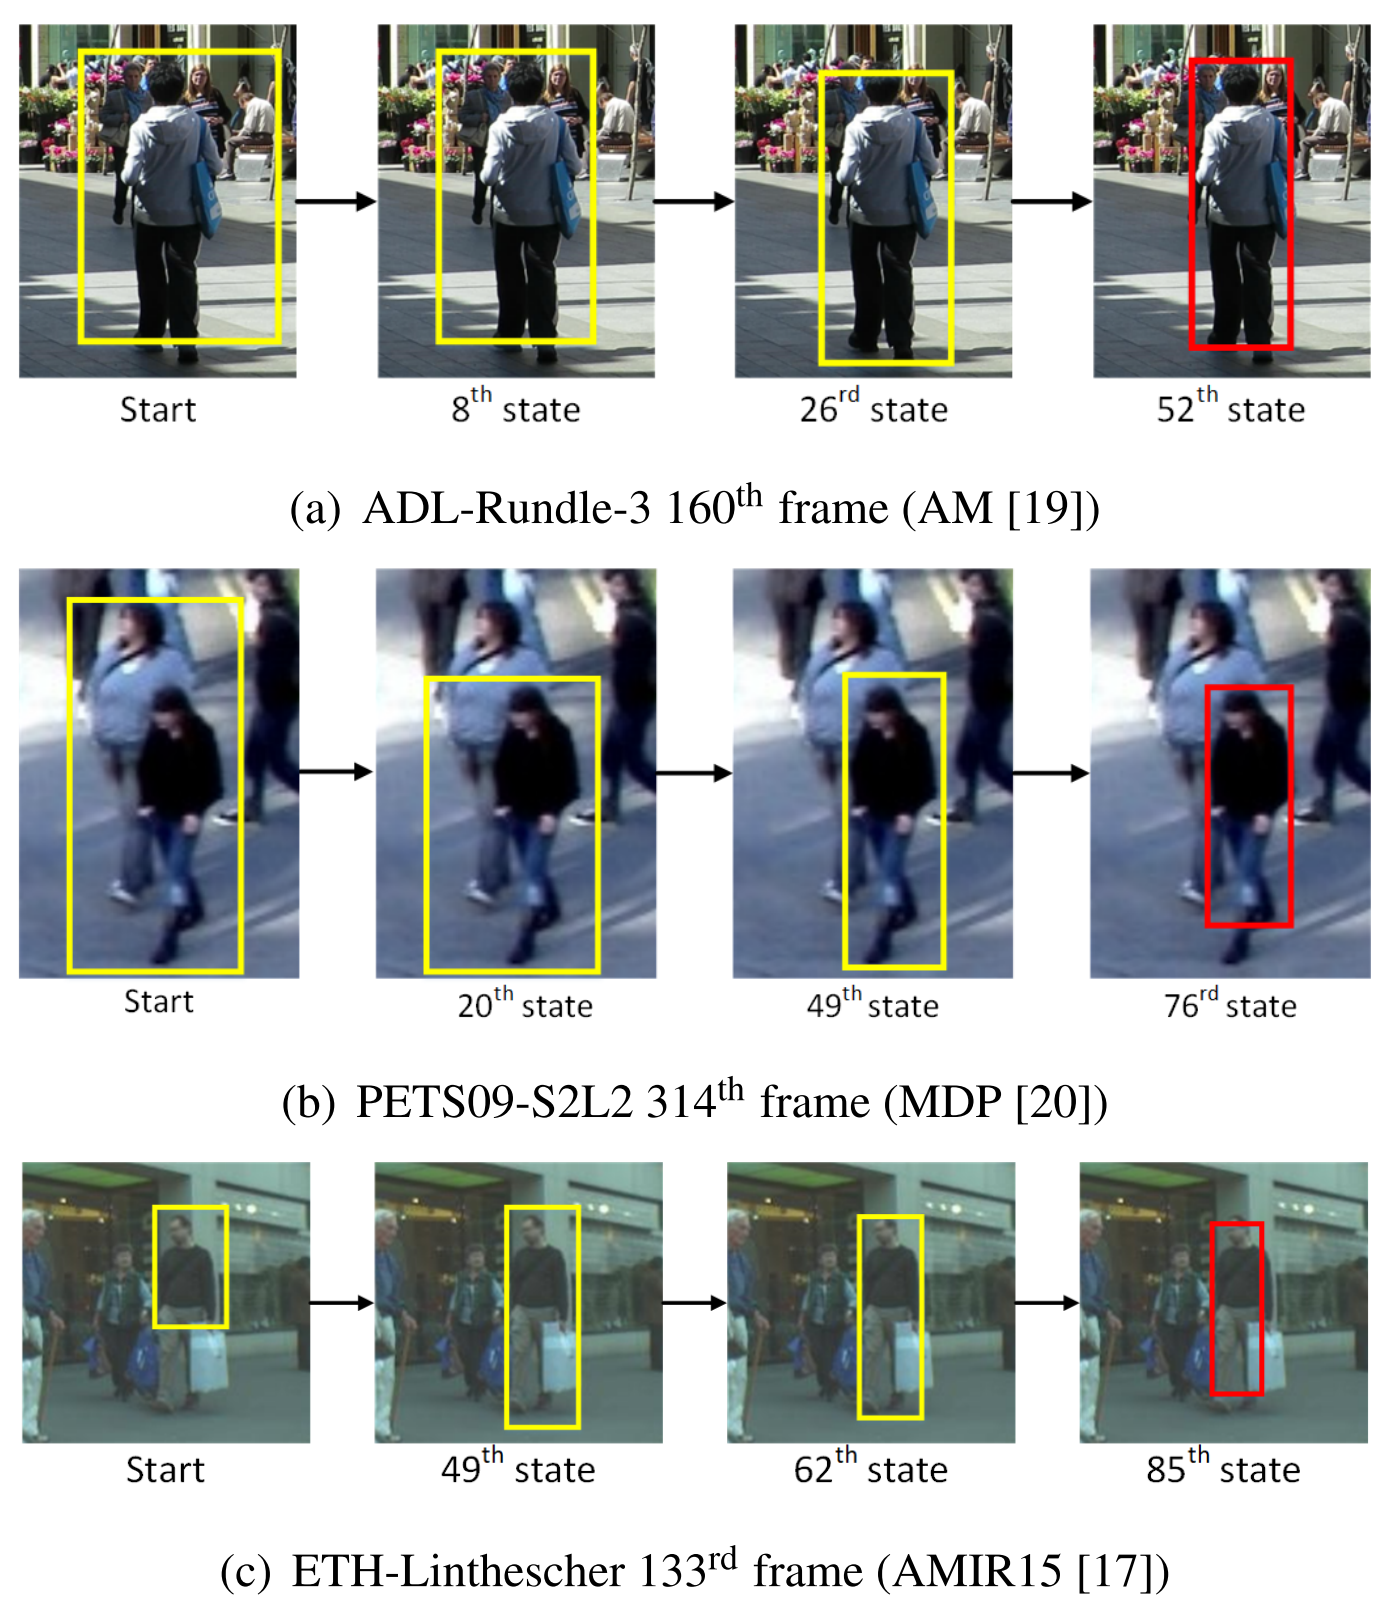 Start 8th state 26rd state 52th state
(a) ADL-Rundle-3 160th frame (AM [19])
Start 20th state 49th state 76rd state
(b) PETS09-S2L2 314th frame (MDP [20])
Start 49th state 62th state 85th state
(c) ETH-Linthescher 133rd frame (AMIR15 [17])